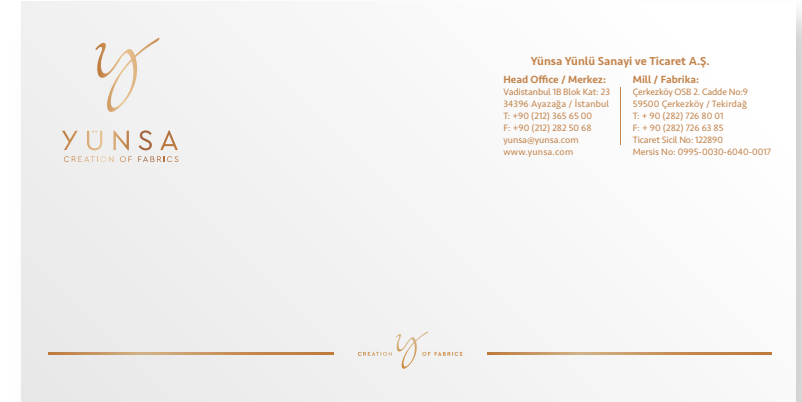 y
YÜNSA
CREATION OF FABRICS
Yünsa Yünlü Sanayi ve Ticaret A.Ş.
Head Office / Merkez:
Vadistanbul 1B Blok Kat: 23
34396 Ayazağa / İstanbul
T: +90 (212) 365 65 00
F: +90 (212) 282 50 68
yunsa@yunsa.com
www.yunsa.com
Mill / Fabrika:
Çerkezköy OSB 2. Cadde No:9
59500 Çerkezköy / Tekirdağ
T: + 90 (282) 726 80 01
F: + 90 (282) 726 63 85
Ticaret Sicil No: 122890
Mersis No: 0995-0030-6040-0017
CREATION y OF FABRICS